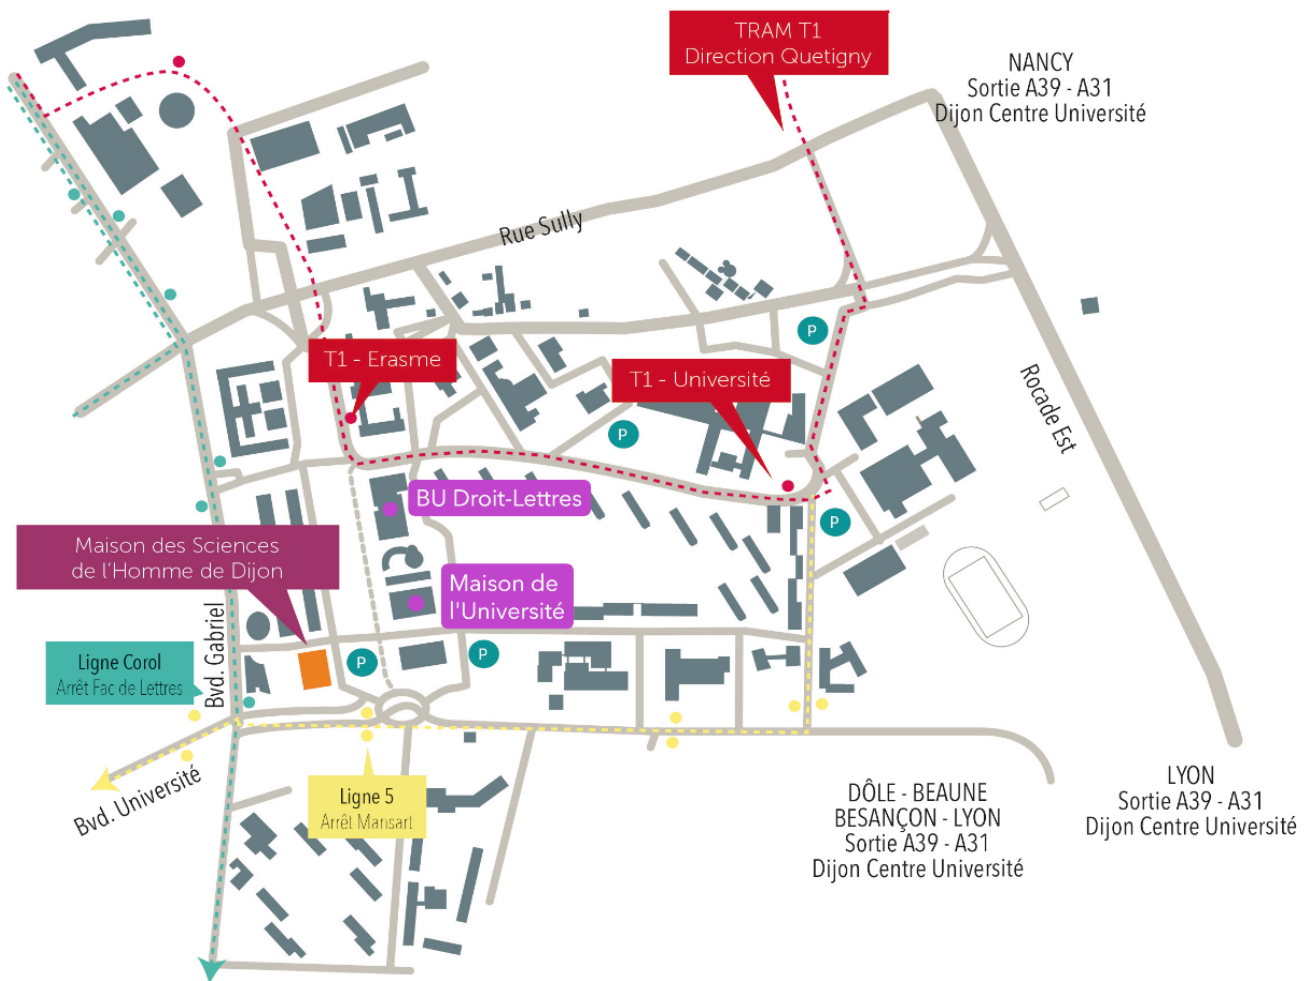 TRAM T1
Direction Quetigny
NANCY
Sortie A39 - A31
Dijon Centre Université
Rue Sully
P
T1 - Erasme
T1 - Université
Rocade Est
P
BU Droit-Lettres
P
Maison des Sciences
de l'Homme de Dijon
Maison de
l'Université
Bvd. Gabriel
Ligne Corol
Arrêt Fac de Lettres
P
P
Bvd. Université
Ligne 5
Arrêt Mansart
DÔLE - BEAUNE
BESANÇON - LYON
Sortie A39 - A31
Dijon Centre Université
LYON
Sortie A39 - A31
Dijon Centre Université